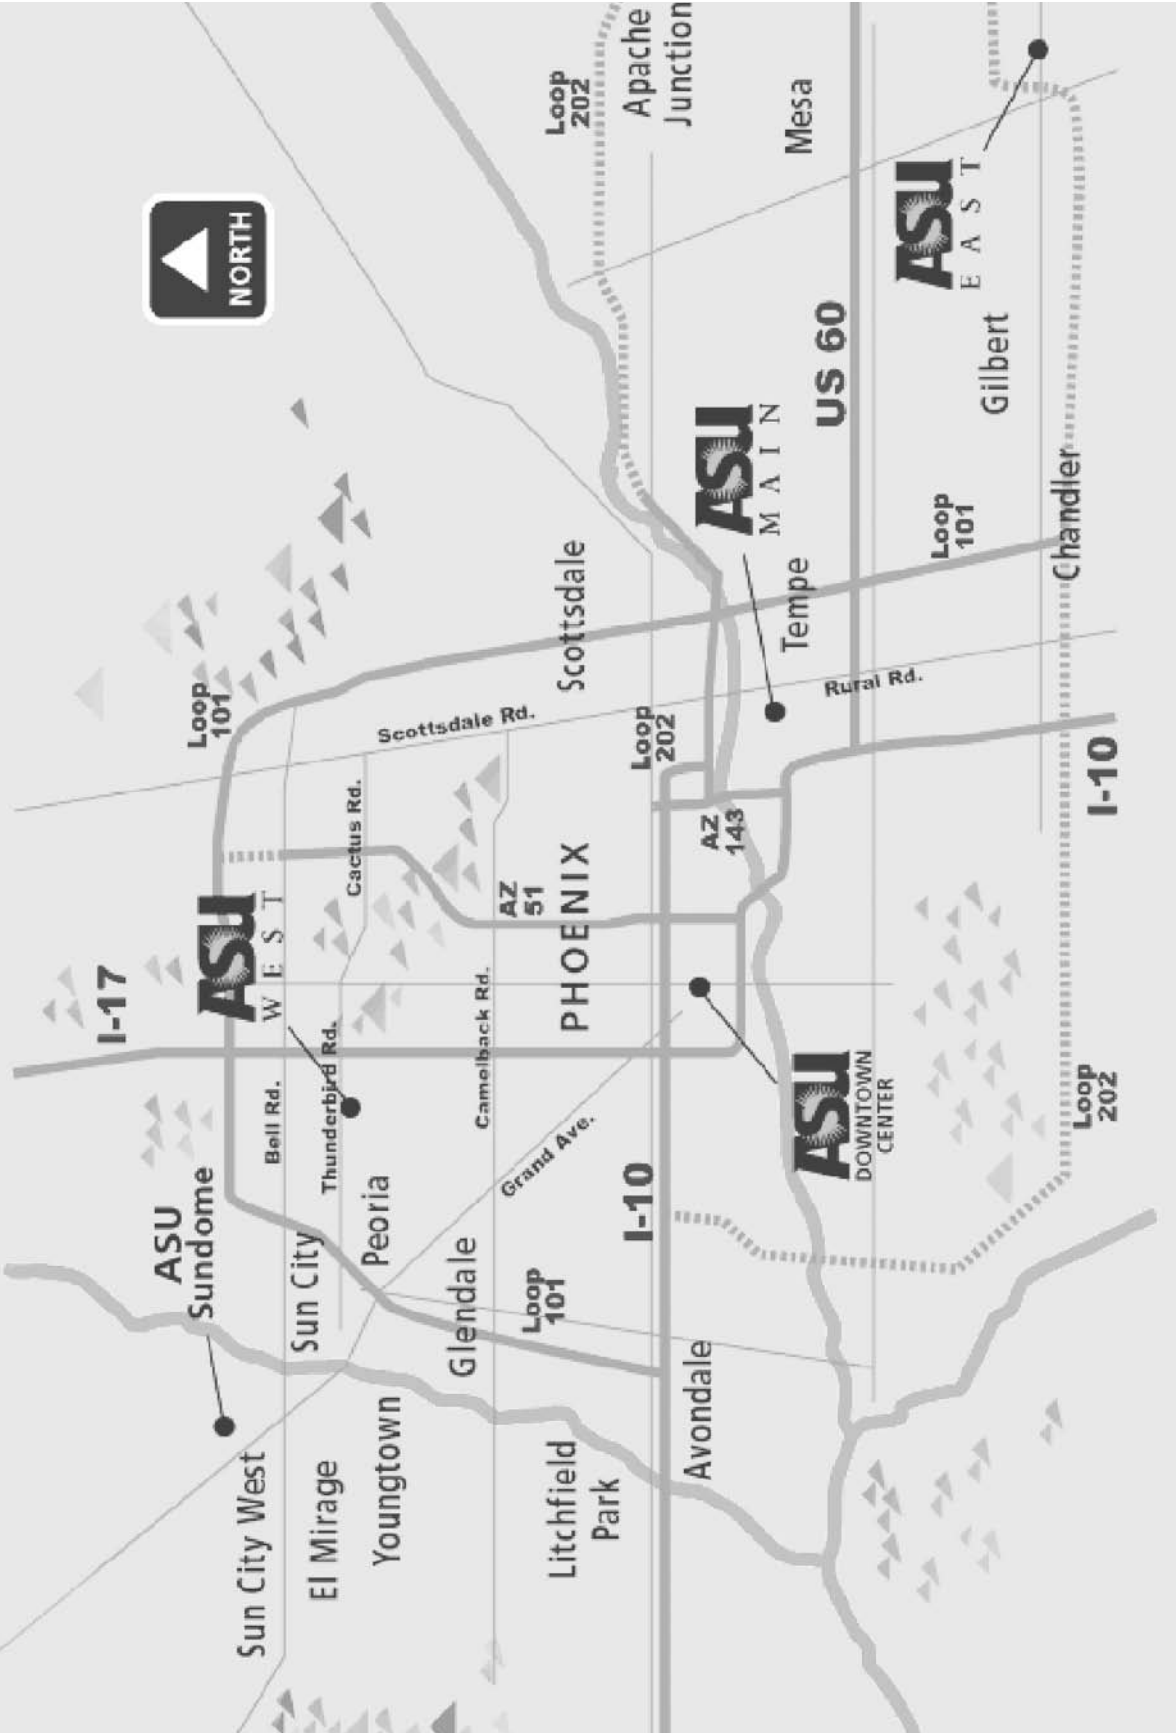 NORTH
I-17
Loop
101
ASU
Sundome
ASU
WEST
Bell Rd.
Thunderbird Rd.
Cactus Rd.
Scottsdale Rd.
Sun City West
Sun City
El Mirage
Peoria
Youngtown
Glendale
Camelback Rd.
Grand Ave.
AZ
51
PHOENIX
Scottsdale
Loop
202
Apache
Junction
Litchfield
Park
Loop
101
I-10
Loop
202
Avondale
AZ
143
ASU
MAIN
Tempe
Mesa
US 60
ASU
DOWNTOWN
CENTER
Rural Rd.
ASU
EAST
Loop
101
Gilbert
Chandler
Loop
202
I-10